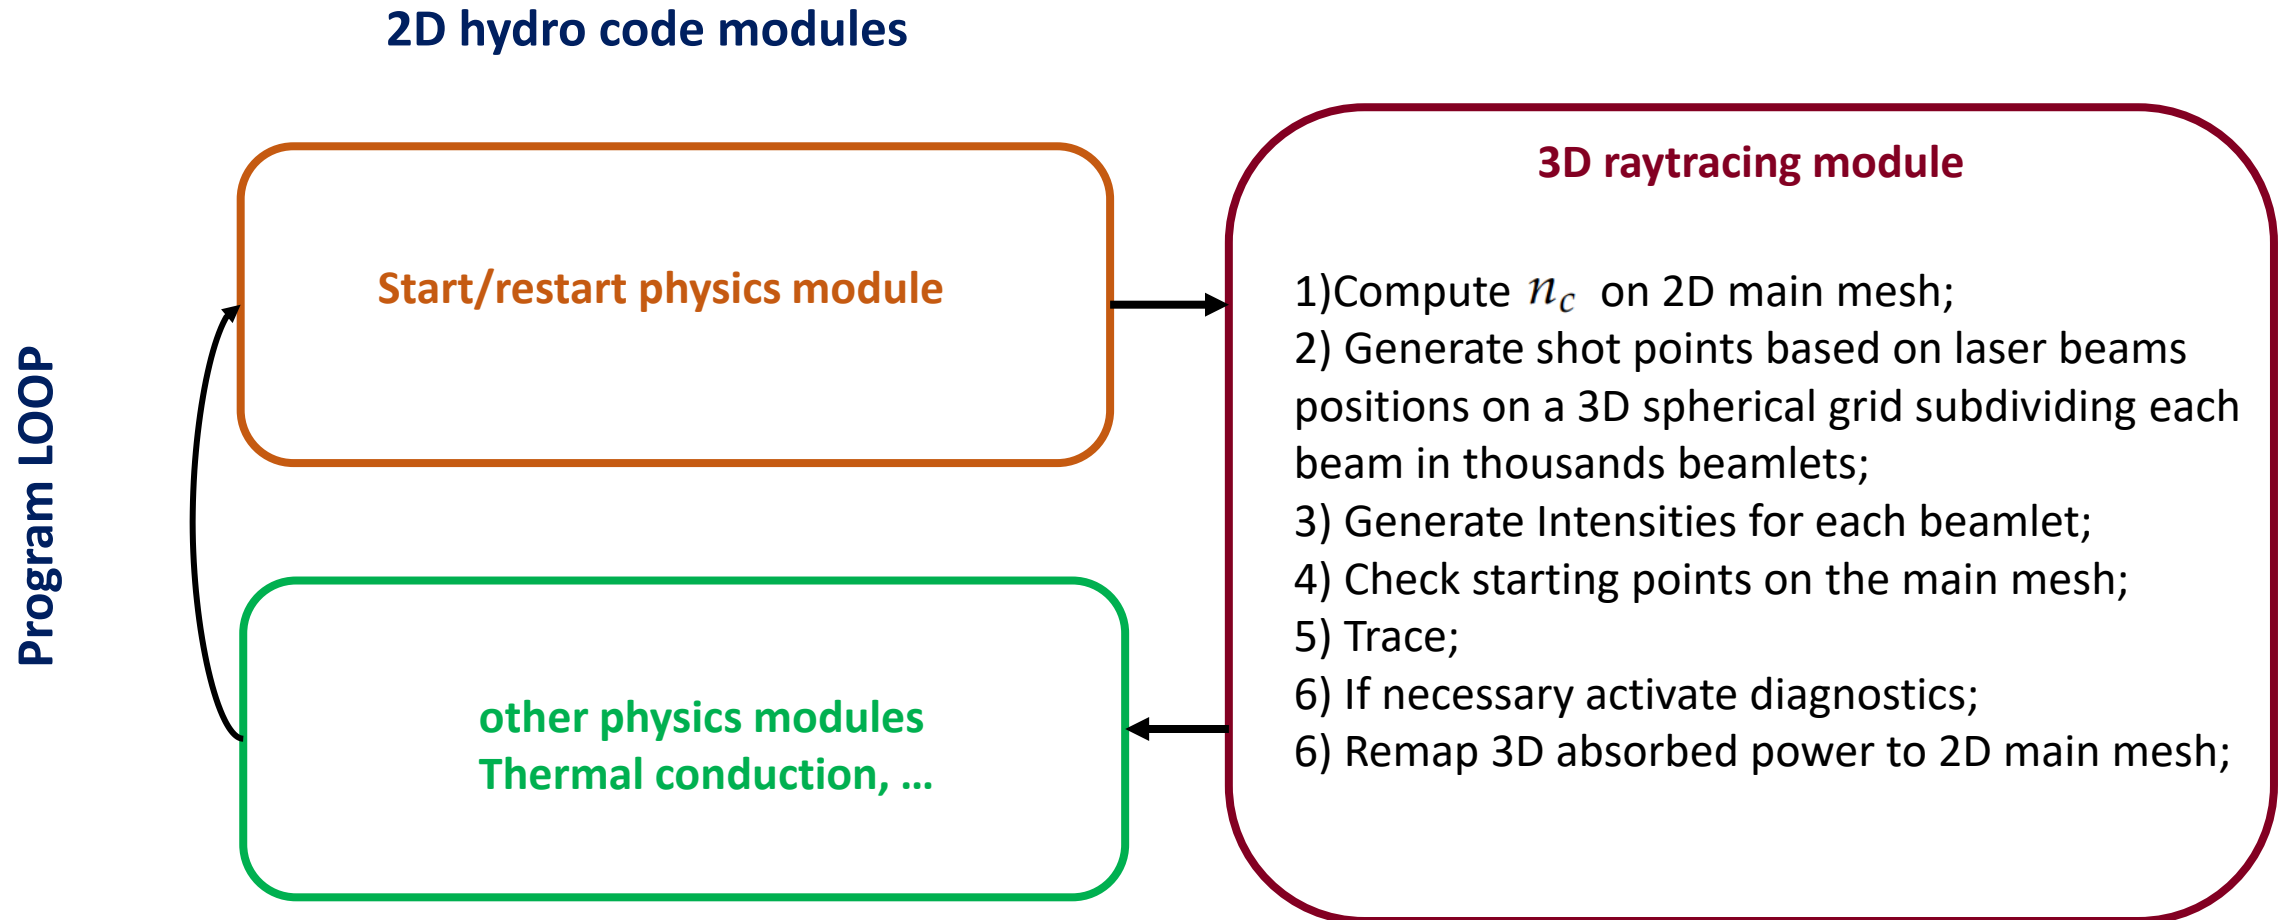 2D hydro code modules
Program LOOP
Start/restart physics module
other physics modules
Thermal conduction, ...
3D raytracing module
1)Compute n_c on 2D main mesh;
2) Generate shot points based on laser beams
positions on a 3D spherical grid subdividing each
beam in thousands beamlets;
3) Generate Intensities for each beamlet;
4) Check starting points on the main mesh;
5) Trace;
6) If necessary activate diagnostics;
6) Remap 3D absorbed power to 2D main mesh;